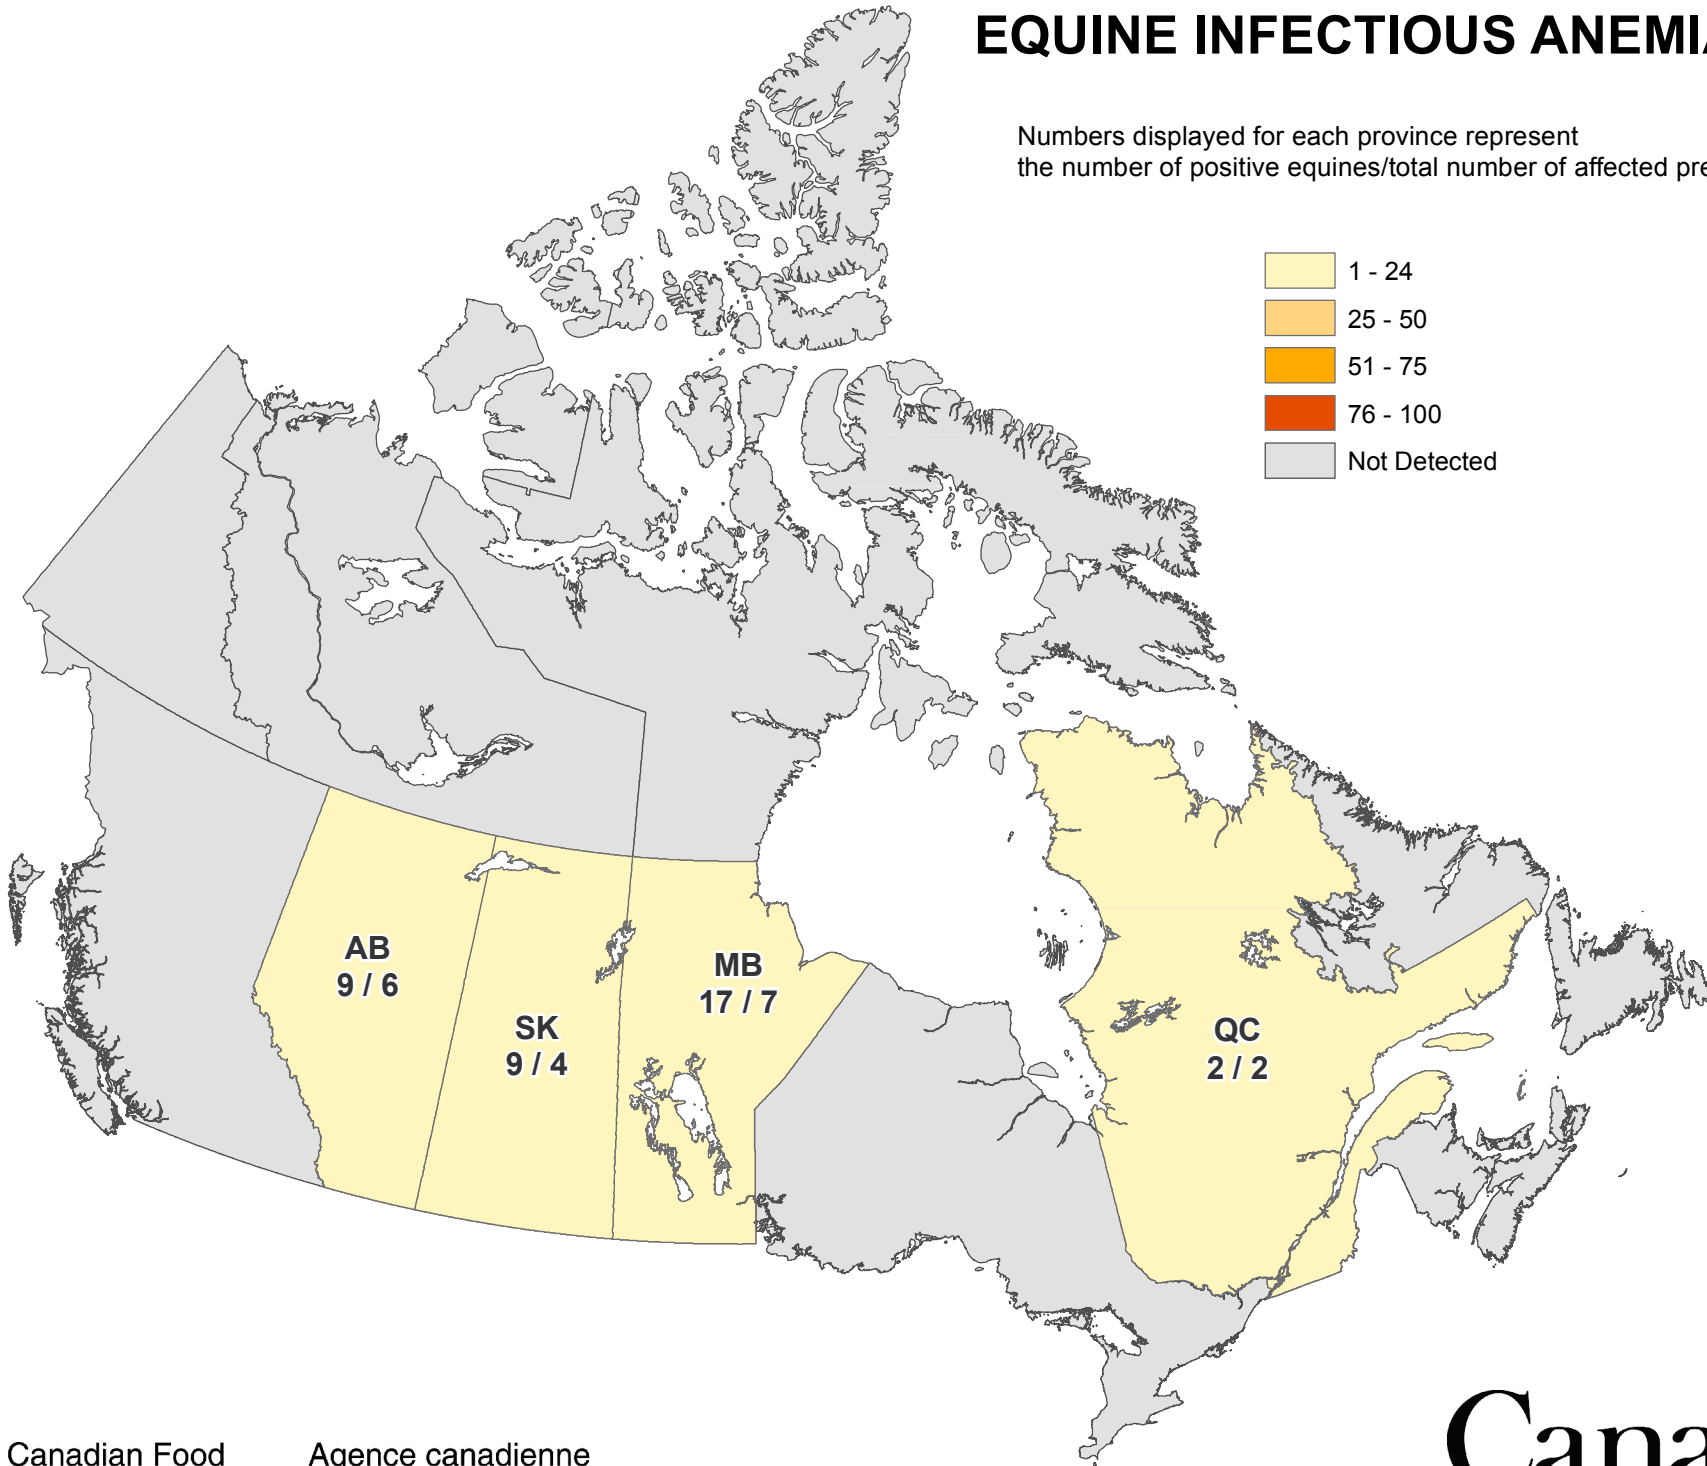 EQUINE INFECTIOUS ANEMIA
Numbers displayed for each province represent
the number of positive equines/total number of affected
1 - 24
25 - 50
51 - 75
76 - 100
Not Detected
AB
9 / 6
MB
17 / 7
SK
9 / 4
QC
2 / 2
Canadian Food
Agence canadienne